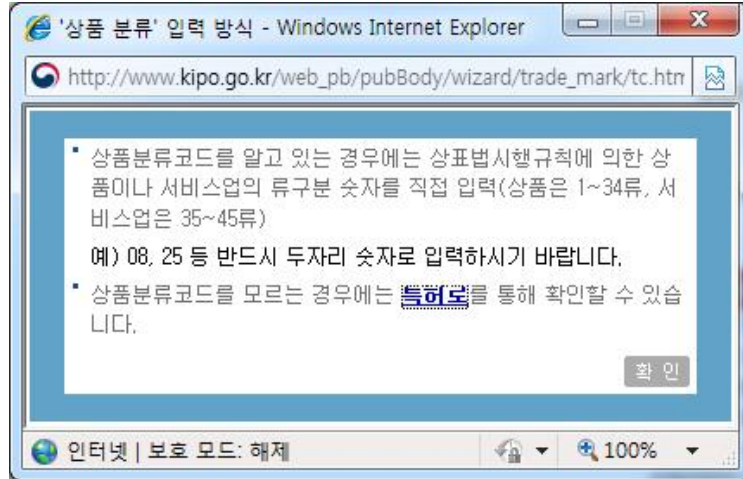 '상품 분류' 입력 방식 - Windows Internet Explorer
http://www.kipo.go.kr/web_pb/pubBody/wizard/trade_mark/tc.htm
상품분류코드를 알고 있는 경우에는 상표법시행규칙에 의한 상
품이나 서비스업의 류구분 숫자를 직접 입력(상품은 1~34류, 서
비스업은 35~45류)
예) 08, 25 등 반드시 두자리 숫자로 입력하시기 바랍니다.
상품분류코드를 모르는 경우에는 특허로를 통해 확인할 수 있습
니다.
확 인
인터넷 | 보호 모드: 해제 100%